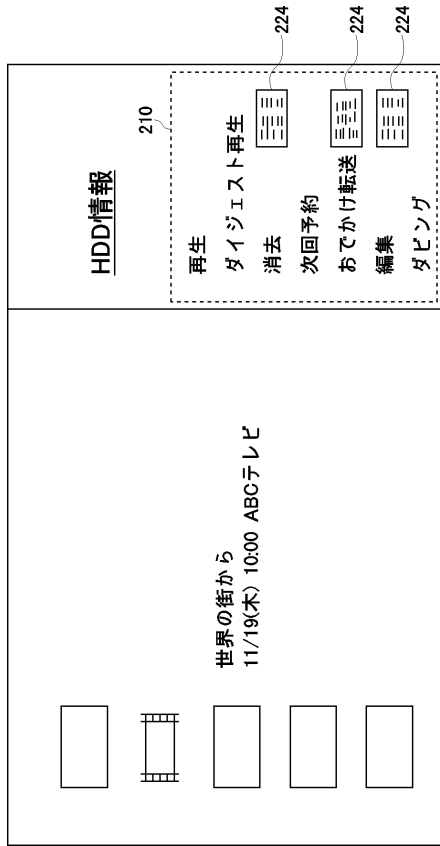 HDD情報
210
再生
ダイジェスト再生
消去
224
次回予約
おでかけ転送
224
編集
224
ダビング
世界の街から
11/19(木) 10:00 ABCテレビ